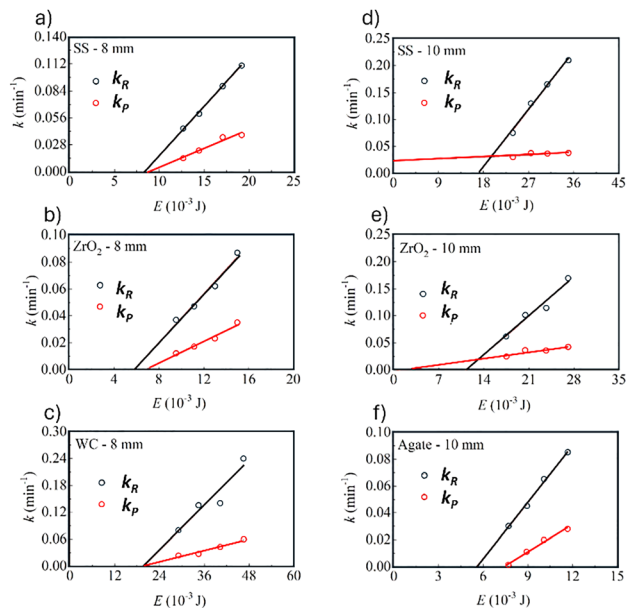 a)
SS - 8 mm
k_R
k_P
k (min⁻¹)
0.140
0.112
0.084
0.056
0.028
0.000
0 5 10 15 20 25
E (10⁻³ J)
b)
ZrO₂ - 8 mm
k_R
k_P
0.10
0.08
0.06
0.04
0.02
0.00
k (min⁻¹)
0 4 8 12 16 20
E (10⁻³ J)
c)
WC - 8 mm
k_R
k_P
0.30
0.24
0.18
0.12
0.06
0.00
k (min⁻¹)
0 12 24 36 48 60
E (10⁻³ J)
d)
SS - 10 mm
k_R
k_P
0.25
0.20
0.15
0.10
0.05
0.00
k (min⁻¹)
0 9 18 27 36 45
E (10⁻³ J)
e)
ZrO₂ - 10 mm
k_R
k_P
0.25
0.20
0.15
0.10
0.05
0.00
k (min⁻¹)
0 7 14 21 28 35
E (10⁻³ J)
f)
Agate - 10 mm
k_R
k_P
0.10
0.08
0.06
0.04
0.02
0.00
k (min⁻¹)
0 3 6 9 12 15
E (10⁻³ J)